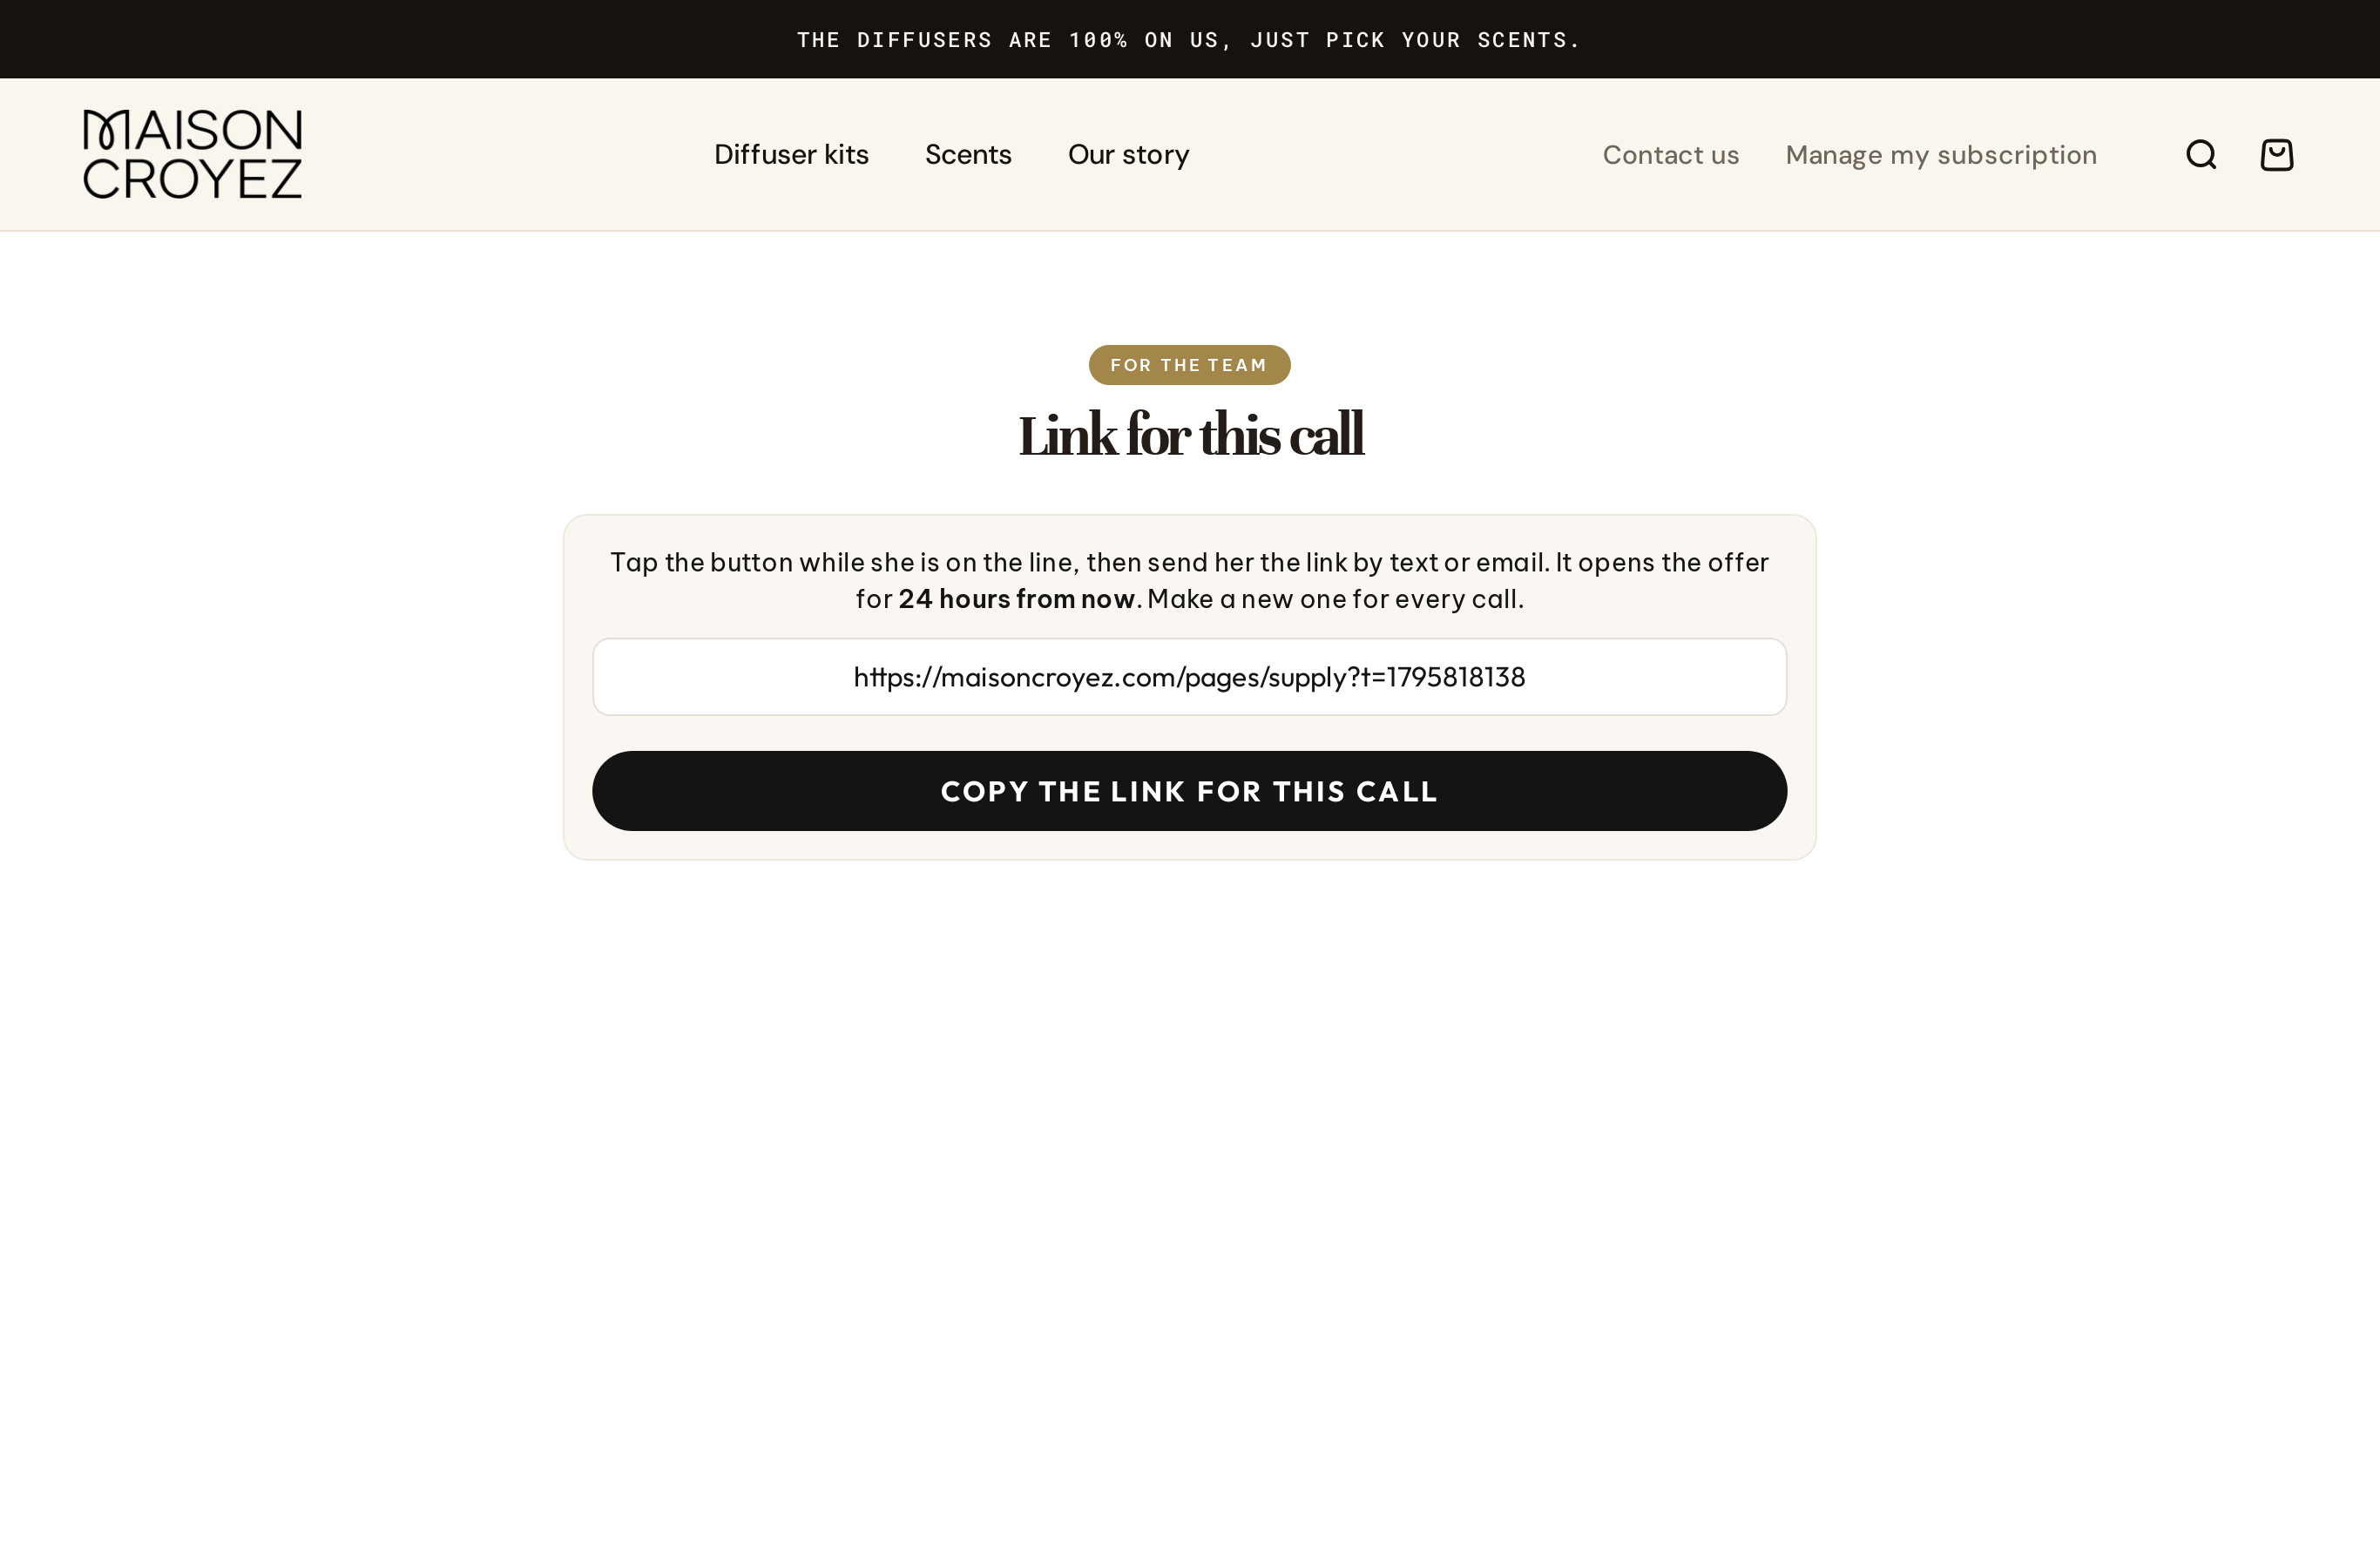 THE DIFFUSERS ARE 100% ON US, JUST PICK YOUR SCENTS.
MAISON
CROYEZ
Diffuser kits
Scents
Our story
Contact us
Manage my subscription
FOR THE TEAM
Link for this call
Tap the button while she is on the line, then send her the link by text or email. It opens the offer
for 24 hours from now. Make a new one for every call.
https://maisoncroyez.com/pages/supply?t=1795818138
COPY THE LINK FOR THIS CALL